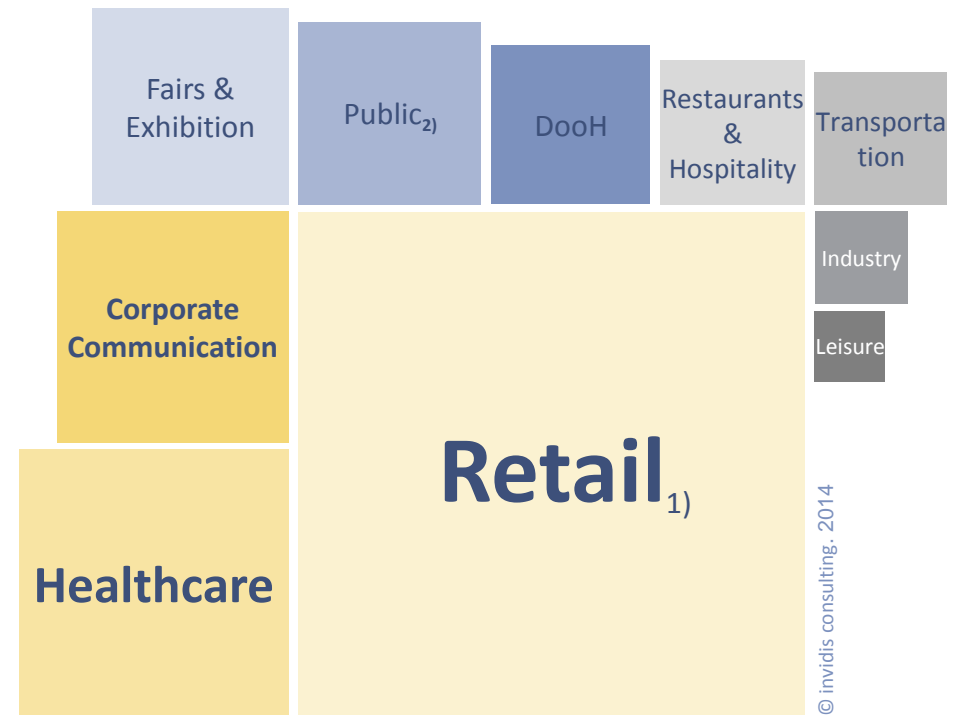 Fairs &
Exhibition
Public2)
DooH
Restaurants
&
Hospitality
Transporta
tion
Corporate
Communication
Industry
Leisure
Retail1)
Healthcare
© invidis consulting. 2014